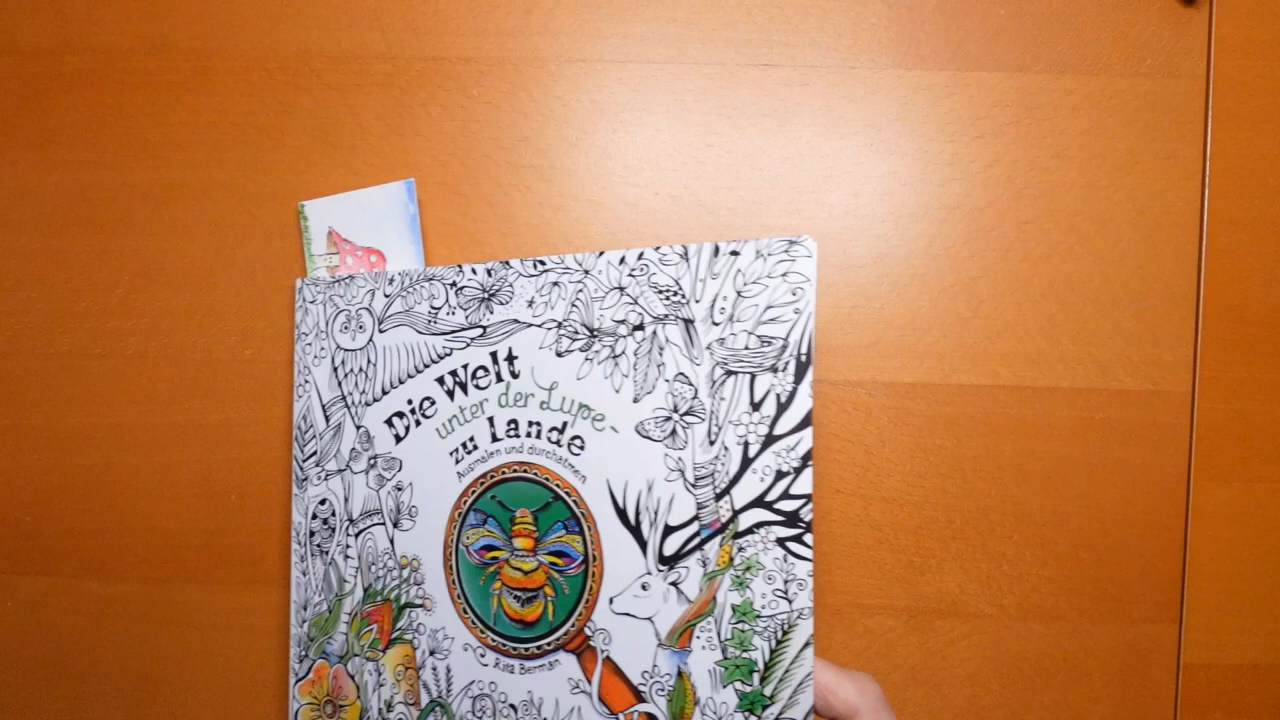 Die Welt
unter der Lupe-
zu Lande
Ausmalen und durchatmen
Rita Berman